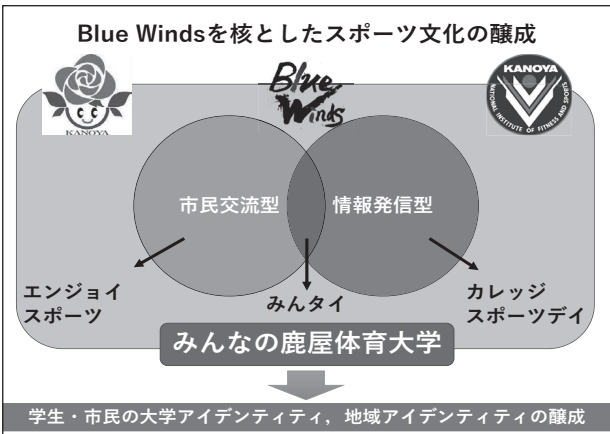 Blue Windsを核としたスポーツ文化の醸成
KANOYA
Blue
Winds
KANOYA
NATIONAL INSTITUTE OF FITNESS AND SPORTS
市民交流型
情報発信型
エンジョイ
スポーツ
みんタイ
カレッジ
スポーツデイ
みんなの鹿屋体育大学
学生・市民の大学アイデンティティ，地域アイデンティティの醸成